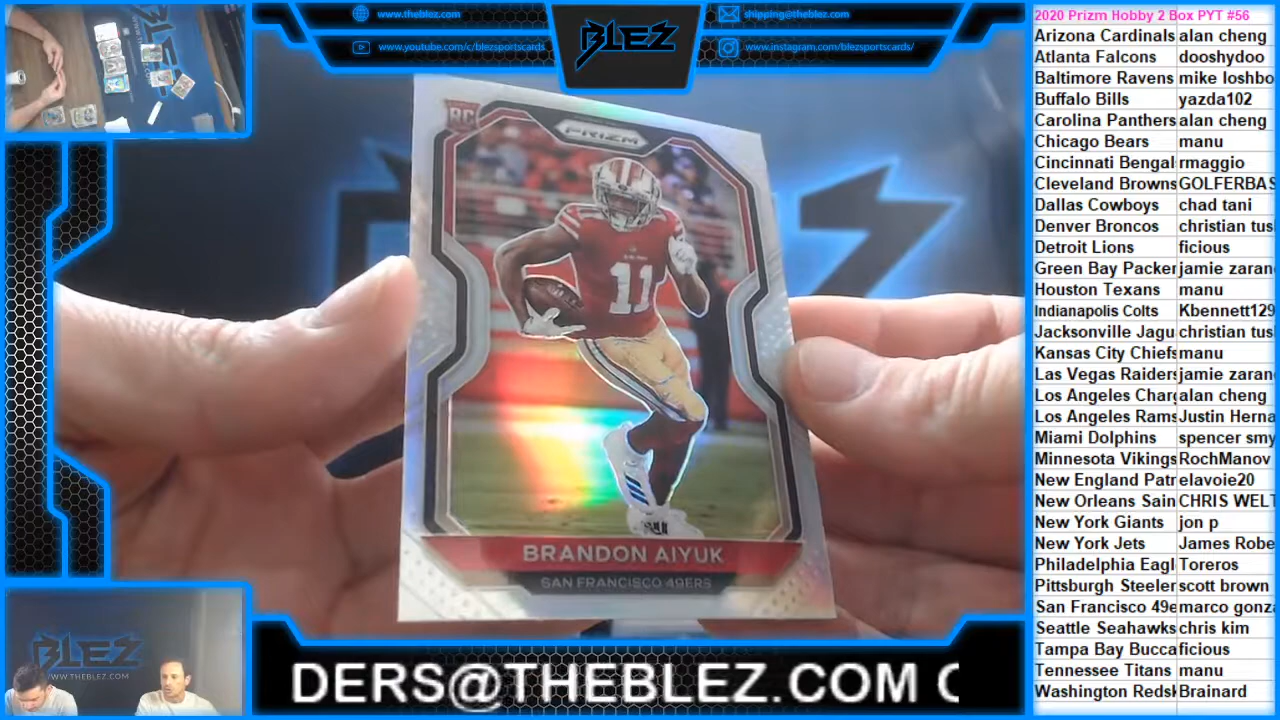 www.theblez.com
shipping@theblez.com
www.youtube.com/c/blezsportscards
BLEZ
www.instagram.com/blezsportscards/
RC
PRIZM
11
BRANDON AIYUK
SAN FRANCISCO 49ERS
BLEZ
WWW.THEBLEZ.COM
DERS@THEBLEZ.COM
2020 Prizm Hobby 2 Box PYT #56
Arizona Cardinals alan cheng
Atlanta Falcons dooshydoo
Baltimore Ravens mike loshbo
Buffalo Bills yazda102
Carolina Panthers alan cheng
Chicago Bears manu
Cincinnati Bengal rmaggio
Cleveland Browns GOLFERBAS
Dallas Cowboys chad tani
Denver Broncos christian tus
Detroit Lions ficious
Green Bay Packer jamie zaran
Houston Texans manu
Indianapolis Colts Kbennett129
Jacksonville Jagu christian tus
Kansas City Chiefs manu
Las Vegas Raiders jamie zaran
Los Angeles Charg alan cheng
Los Angeles Rams Justin Herna
Miami Dolphins spencer smy
Minnesota Vikings RochManov
New England Patr elavoie20
New Orleans Sain CHRIS WELT
New York Giants jon p
New York Jets James Robe
Philadelphia Eagl Toreros
Pittsburgh Steeler scott brown
San Francisco 49e marco gonza
Seattle Seahawks chris kim
Tampa Bay Bucca ficious
Tennessee Titans manu
Washington Redsk Brainard